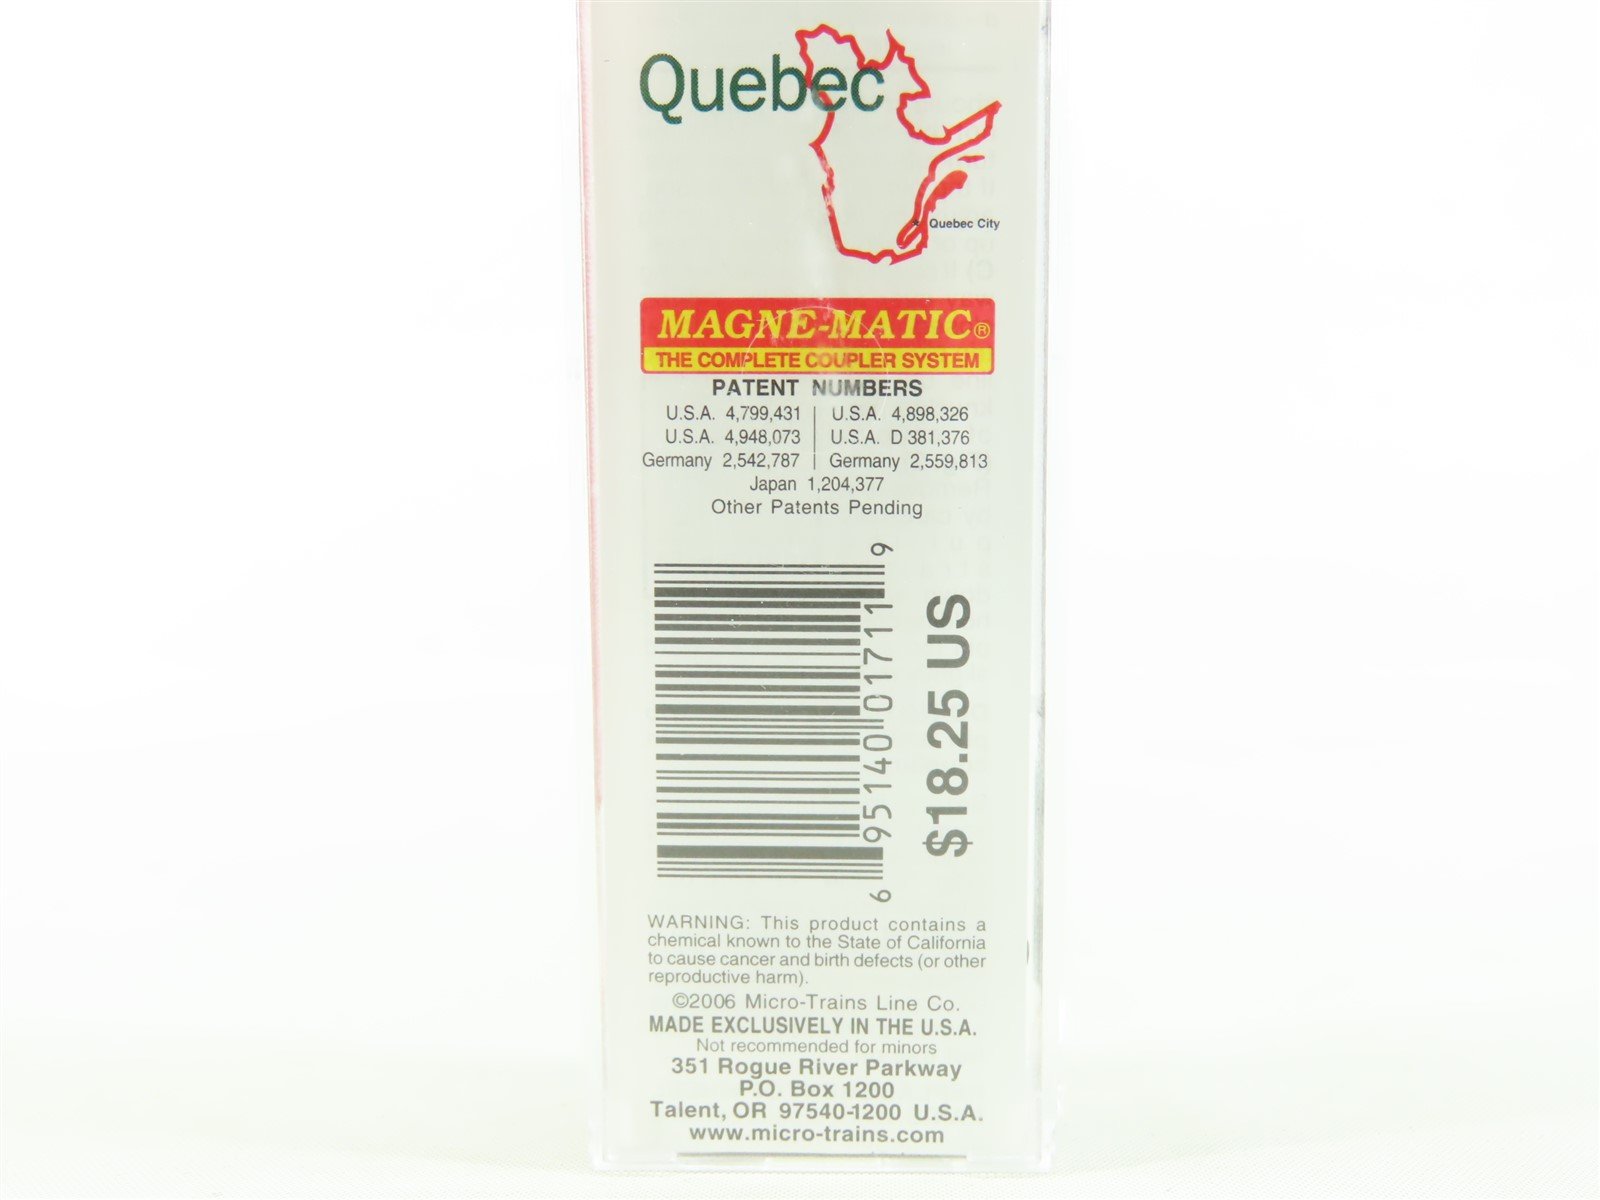 Quebec
* Quebec City
MAGNE-MATIC®
THE COMPLETE COUPLER SYSTEM
PATENT NUMBERS
U.S.A. 4,799,431 | U.S.A. 4,898,326
U.S.A. 4,948,073 | U.S.A. D 381,376
Germany 2,542,787 | Germany 2,559,813
Japan 1,204,377
Other Patents Pending
6 95140 01711 9
$18.25 US
WARNING: This product contains a
chemical known to the State of California
to cause cancer and birth defects (or other
reproductive harm).
©2006 Micro-Trains Line Co.
MADE EXCLUSIVELY IN THE U.S.A.
Not recommended for minors
351 Rogue River Parkway
P.O. Box 1200
Talent, OR 97540-1200 U.S.A.
www.micro-trains.com